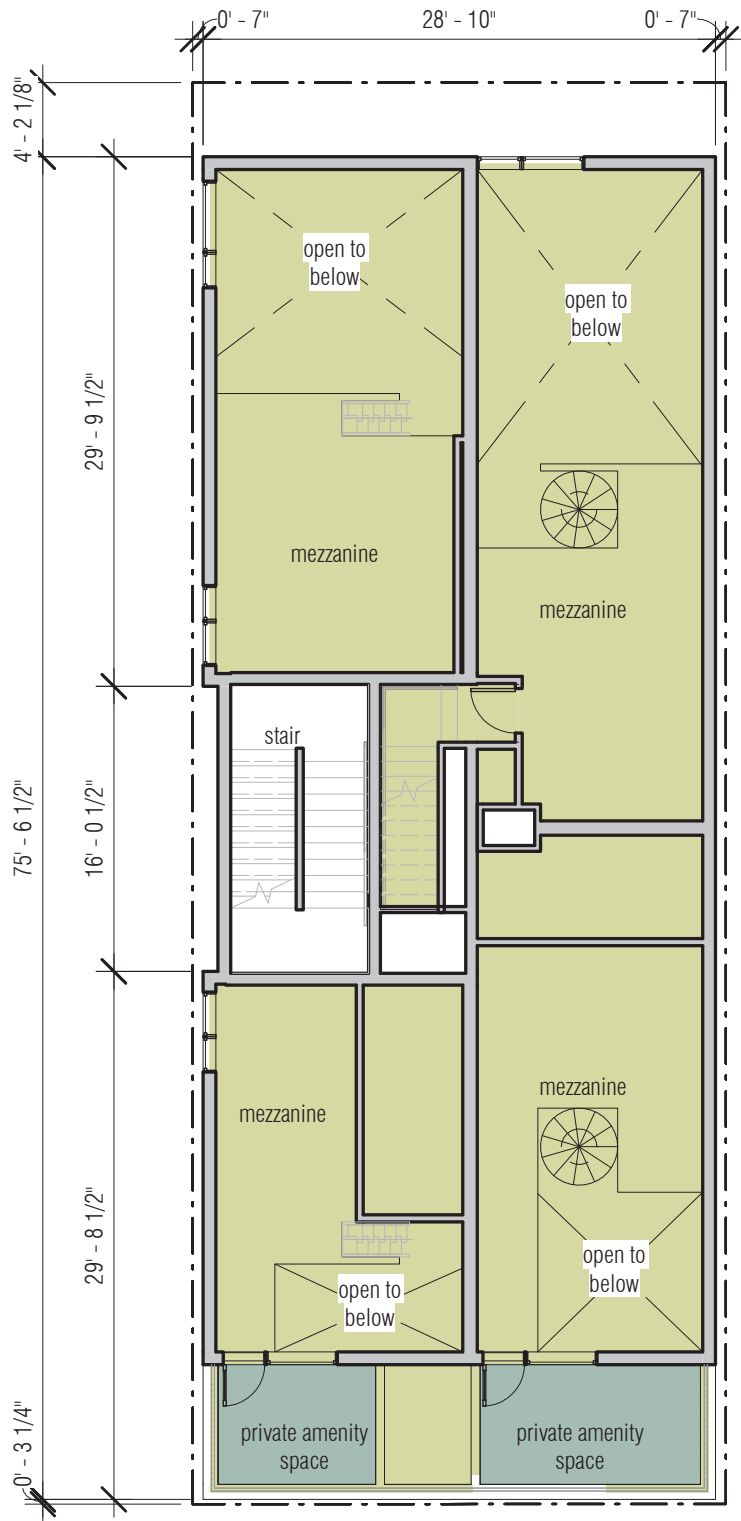 0' - 7"
28' - 10"
0' - 7"
4' - 2 1/8"
open to
below
open to
below
29' - 9 1/2"
mezzanine
mezzanine
stair
75' - 6 1/2"
16' - 0 1/2"
mezzanine
mezzanine
29' - 8 1/2"
open to
below
open to
below
private amenity
space
private amenity
space
0' - 3 1/4"